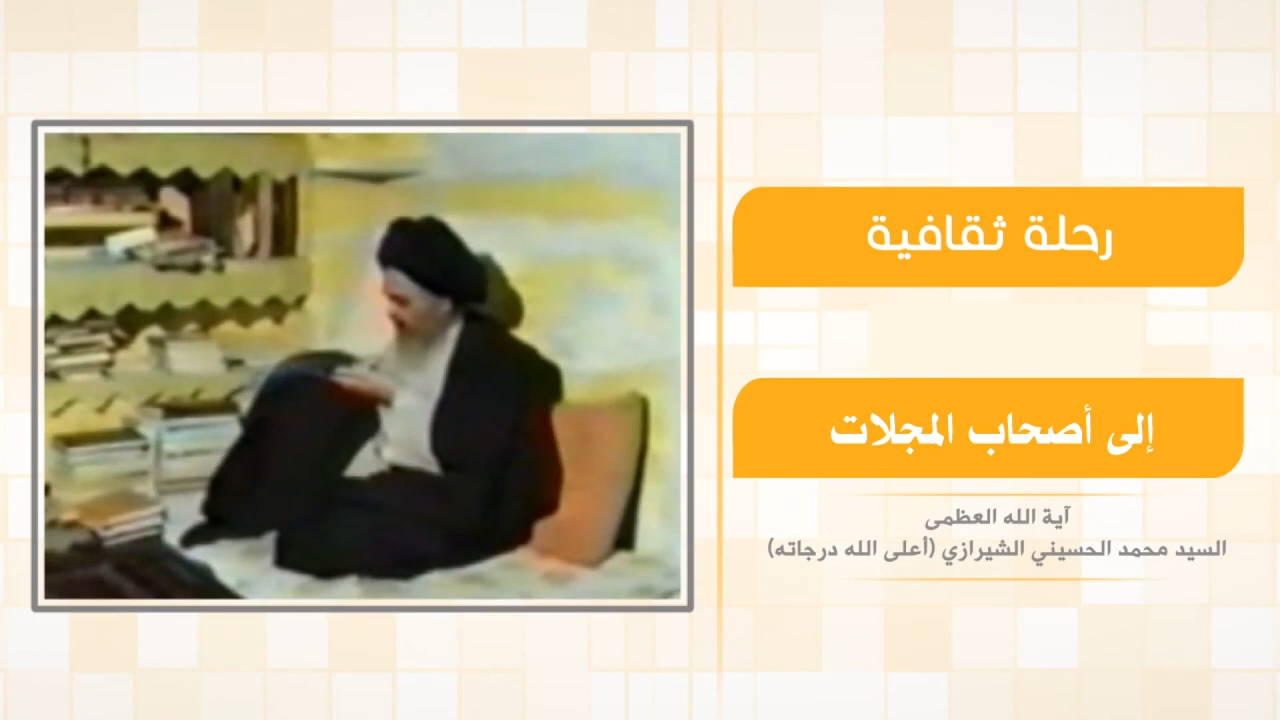 رحلة ثقافية
إلى أصحاب المجلات
آية الله العظمى
السيد محمد الحسيني الشيرازي (أعلى الله درجاته)